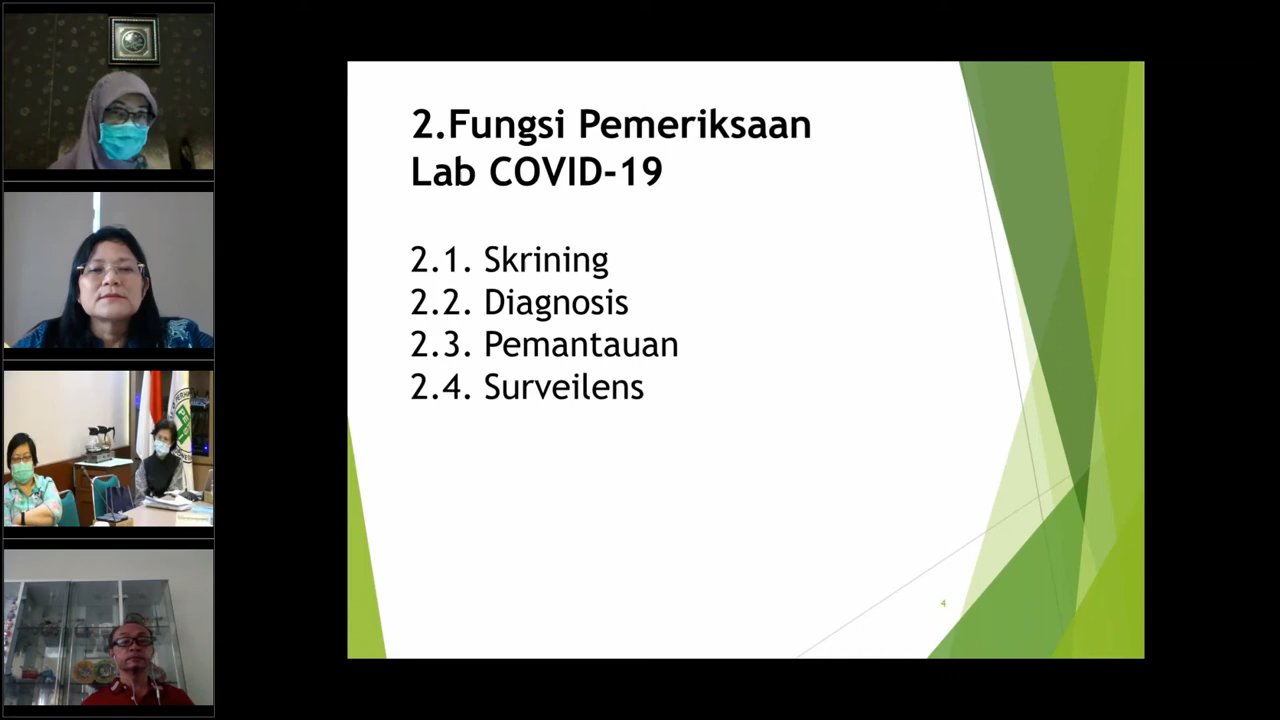 2.Fungsi Pemeriksaan
Lab COVID-19
2.1. Skrining
2.2. Diagnosis
2.3. Pemantauan
2.4. Surveilens
4